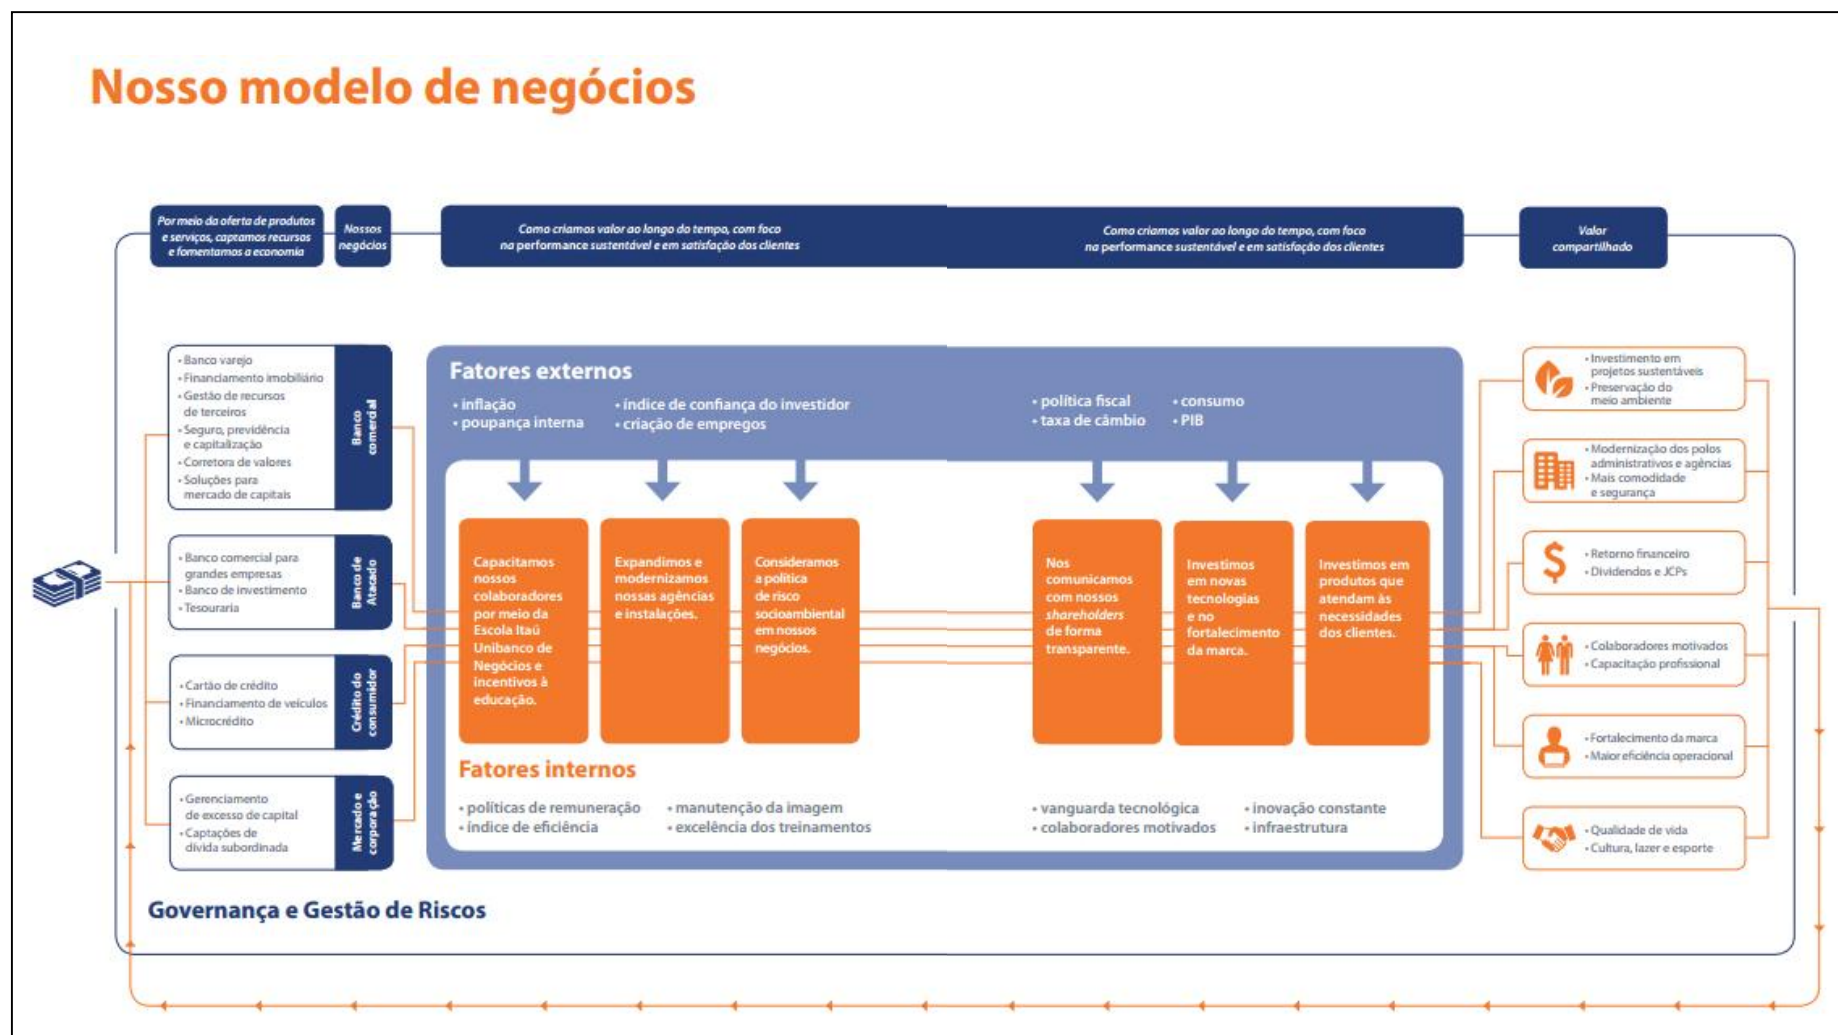 Nosso modelo de negócios
Por meio da oferta de produtos
e serviços, captamos recursos
e fomentamos a economia
Nossos
negócios
Como criamos valor ao longo do tempo, com foco
na performance sustentável e em satisfação dos clientes
Como criamos valor ao longo do tempo, com foco
na performance sustentável e em satisfação dos clientes
Valor
compartilhado
• Banco varejo
• Financiamento imobiliário
• Gestão de recursos
de terceiros
• Seguro, previdência
e capitalização
• Corretora de valores
• Soluções para
mercado de capitais
Banco
comercial
• Banco comercial para
grandes empresas
• Banco de investimento
• Tesouraria
Banco de
Atacado
• Cartão de crédito
• Financiamento de veículos
• Microcrédito
Crédito do
consumidor
• Gerenciamento
de excesso de capital
• Captações de
dívida subordinada
Mercado e
corporação
Fatores externos
• inflação
• poupança interna
• índice de confiança do investidor
• criação de empregos
• política fiscal
• taxa de câmbio
• consumo
• PIB
Capacitamos
nossos
colaboradores
por meio da
Escola Itaú
Unibanco de
Negócios e
incentivos à
educação.
Expandimos e
modernizamos
nossas agências
e instalações.
Consideramos
a política
de risco
socioambiental
em nossos
negócios.
Nos
comunicamos
com nossos
shareholders
de forma
transparente.
Investimos
em novas
tecnologias
e no
fortalecimento
da marca.
Investimos em
produtos que
atendam às
necessidades
dos clientes.
Fatores internos
• políticas de remuneração
• índice de eficiência
• manutenção da imagem
• excelência dos treinamentos
• vanguarda tecnológica
• colaboradores motivados
• inovação constante
• infraestrutura
• Investimento em
projetos sustentáveis
• Preservação do
meio ambiente
• Modernização dos polos
administrativos e agências
• Mais comodidade
e segurança
• Retorno financeiro
• Dividendos e JCPs
• Colaboradores motivados
• Capacitação profissional
• Fortalecimento da marca
• Maior eficiência operacional
• Qualidade de vida
• Cultura, lazer e esporte
Governança e Gestão de Riscos